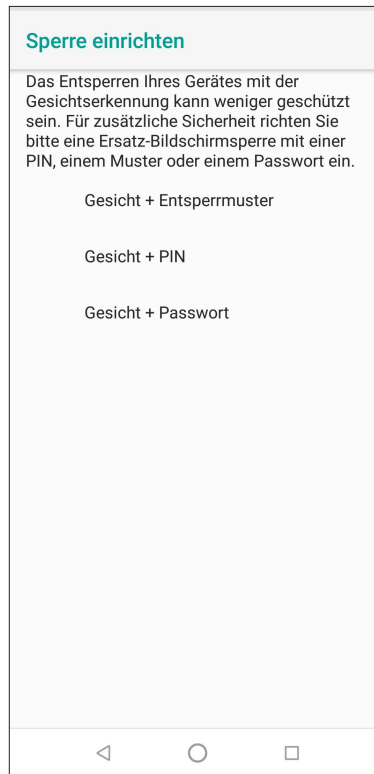 Sperre einrichten
Das Entsperren Ihres Gerätes mit der
Gesichtserkennung kann weniger geschützt
sein. Für zusätzliche Sicherheit richten Sie
bitte eine Ersatz-Bildschirmsperre mit einer
PIN, einem Muster oder einem Passwort ein.
Gesicht + Entsperrmuster
Gesicht + PIN
Gesicht + Passwort